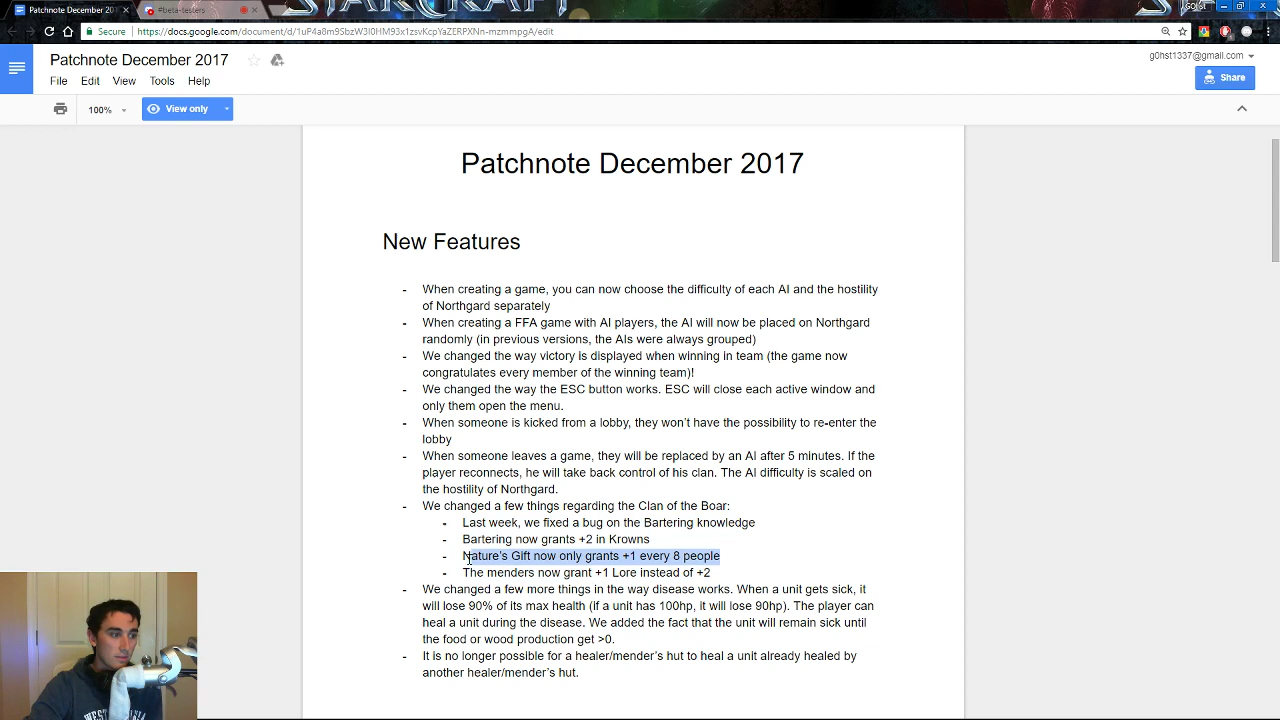 STARCRAFT
Patchnote December 201
#beta-testers
Secure
https://docs.google.com/document/d/
Patchnote December 2017
g0hst1337@gmail.com
File Edit View Tools Help
Share
100%
View only
Patchnote December 2017
New Features
- When creating a game, you can now choose the difficulty of each AI and the hostility
of Northgard separately
- When creating a FFA game with AI players, the AI will now be placed on Northgard
randomly (in previous versions, the AIs were always grouped)
- We changed the way victory is displayed when winning in team (the game now
congratulates every member of the winning team)!
- We changed the way the ESC button works. ESC will close each active window and
only them open the menu.
- When someone is kicked from a lobby, they won't have the possibility to re-enter the
lobby
- When someone leaves a game, they will be replaced by an AI after 5 minutes. If the
player reconnects, he will take back control of his clan. The AI difficulty is scaled on
the hostility of Northgard.
- We changed a few things regarding the Clan of the Boar:
- Last week, we fixed a bug on the Bartering knowledge
- Bartering now grants +2 in Krowns
- Nature's Gift now only grants +1 every 8 people
- The menders now grant +1 Lore instead of +2
- We changed a few more things in the way disease works. When a unit gets sick, it
will lose 90% of its max health (if a unit has 100hp, it will lose 90hp). The player can
heal a unit during the disease. We added the fact that the unit will remain sick until
the food or wood production get >0.
- It is no longer possible for a healer/mender's hut to heal a unit already healed by
another healer/mender's hut.